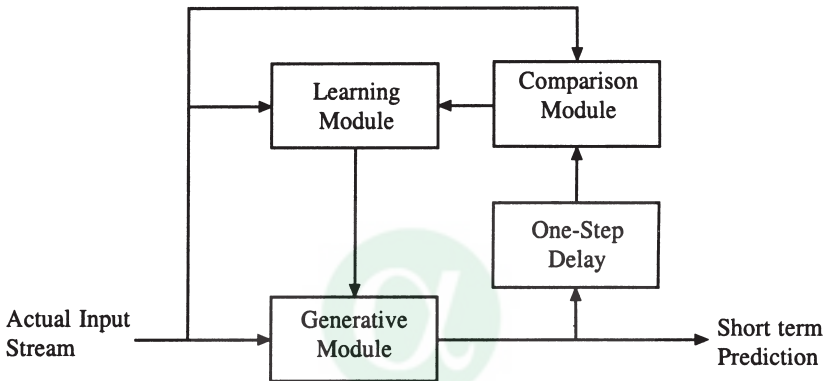 Learning
Module
Comparison
Module
One-Step
Delay
Actual Input
Stream
Generative
Module
Short term
Prediction